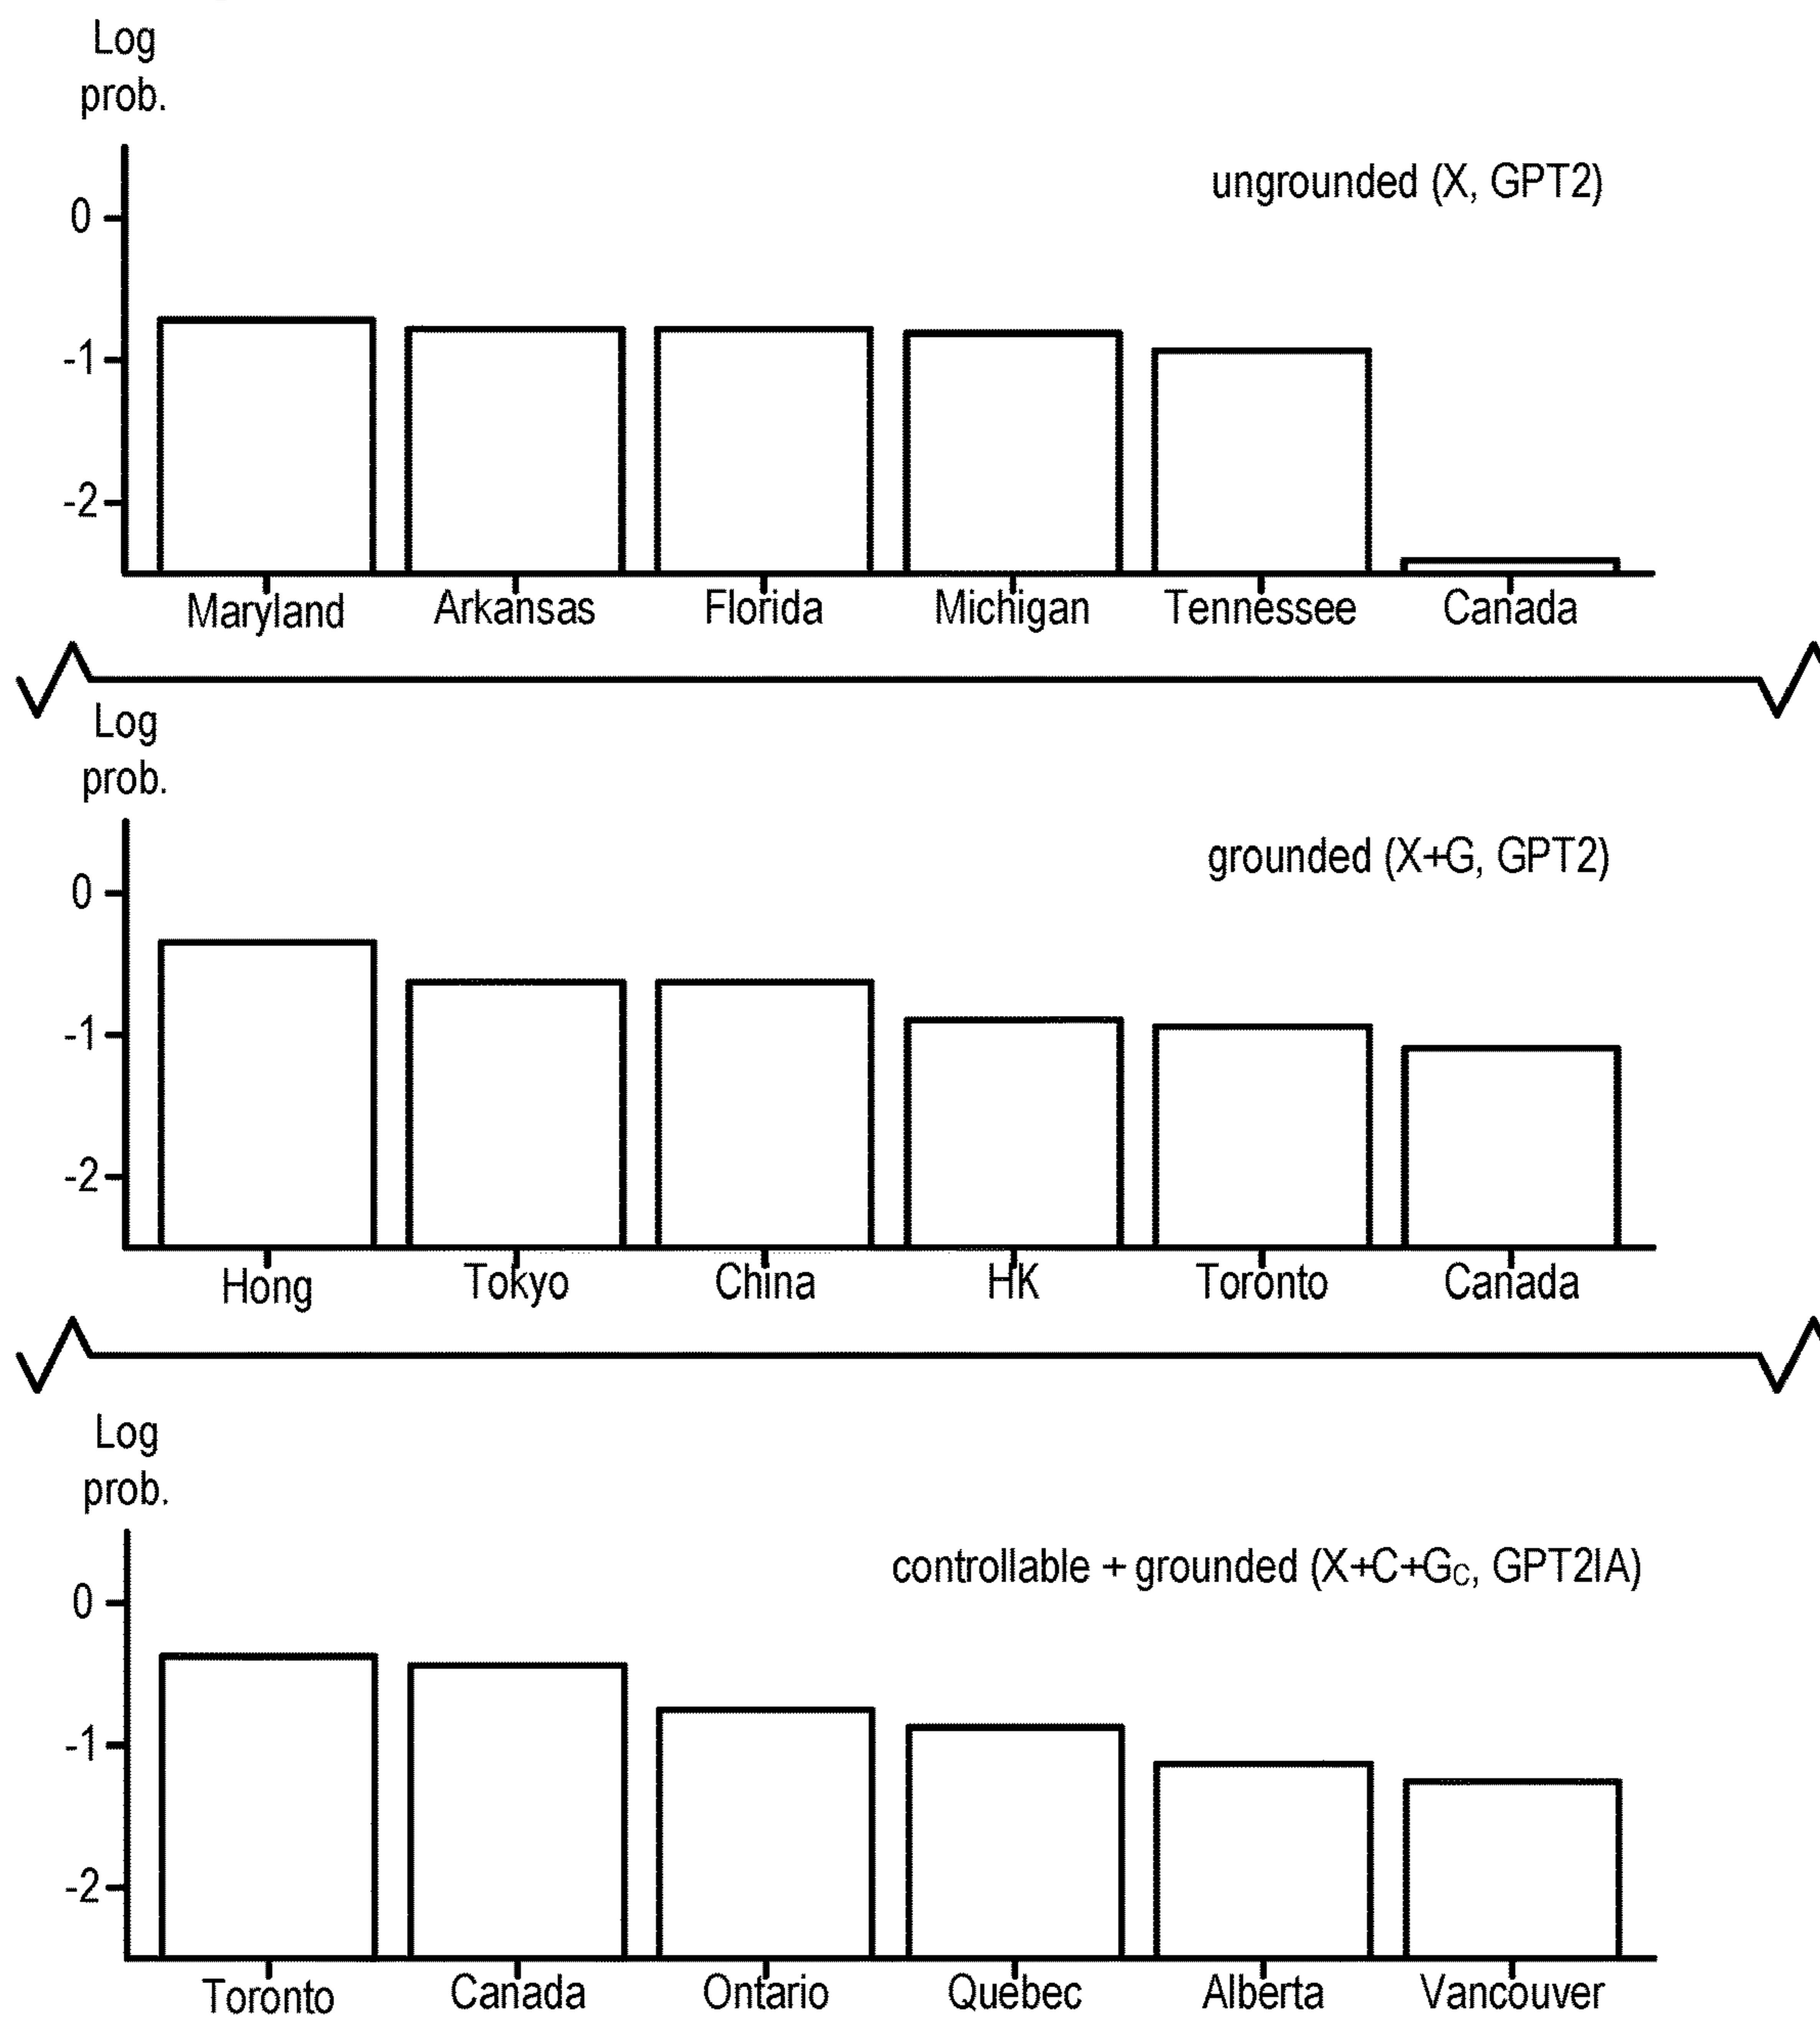 Log
prob.
ungrounded (X, GPT2)
0
-1
-2
Maryland Arkansas Florida Michigan Tennessee Canada
Log
prob.
grounded (X+G, GPT2)
0
-1
-2
Hong Tokyo China HK Toronto Canada
Log
prob.
controllable + grounded (X+C+GC, GPT2IA)
0
-1
-2
Toronto Canada Ontario Quebec Alberta Vancouver